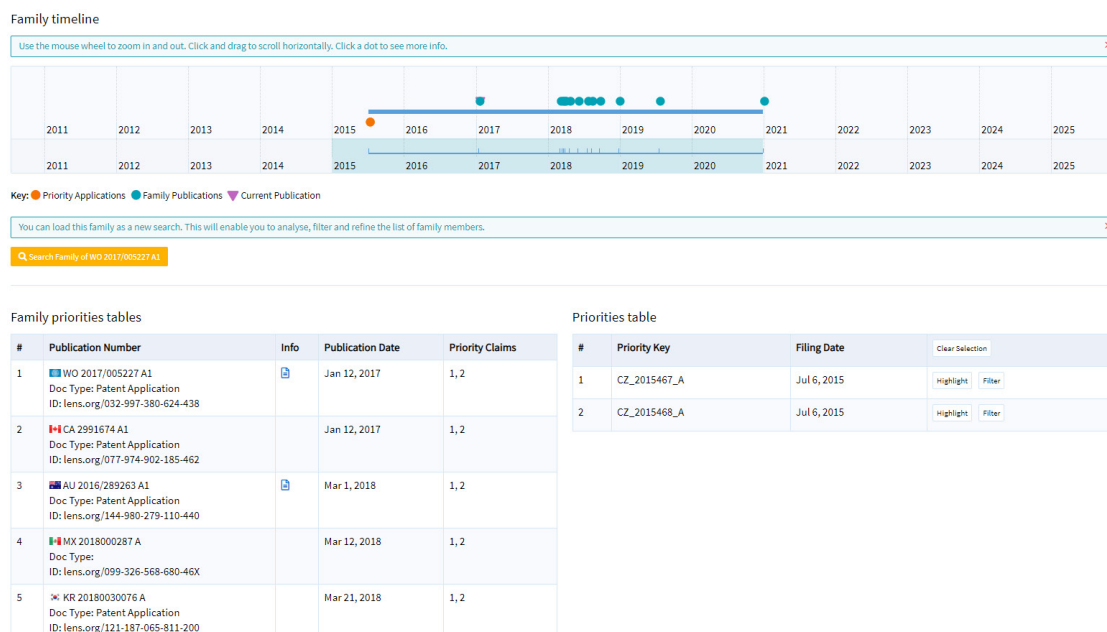 Family timeline
Use the mouse wheel to zoom in and out. Click and drag to scroll horizontally. Click a dot to see more info.
2011 2012 2013 2014 2015 2016 2017 2018 2019 2020 2021 2022 2023 2024 2025
2011 2012 2013 2014 2015 2016 2017 2018 2019 2020 2021 2022 2023 2024 2025
Key: Priority Applications Family Publications Current Publication
You can load this family as a new search. This will enable you to analyse, filter and refine the list of family members.
Search Family of WO 2017/005227 A1
Family priorities tables
# Publication Number Info Publication Date Priority Claims
1 WO 2017/005227 A1 Jan 12, 2017 1, 2
Doc Type: Patent Application
ID: lens.org/032-997-380-624-438
2 CA 2991674 A1 Jan 12, 2017 1, 2
Doc Type: Patent Application
ID: lens.org/077-974-902-185-462
3 AU 2016/289263 A1 Mar 1, 2018 1, 2
Doc Type: Patent Application
ID: lens.org/144-980-279-110-440
4 MX 2018000287 A Mar 12, 2018 1, 2
Doc Type:
ID: lens.org/099-326-568-680-46X
5 KR 20180030076 A Mar 21, 2018 1, 2
Doc Type: Patent Application
ID: lens.org/121-187-065-811-200
Priorities table
# Priority Key Filing Date Clear Selection
1 CZ_2015467_A Jul 6, 2015 Highlight Filter
2 CZ_2015468_A Jul 6, 2015 Highlight Filter